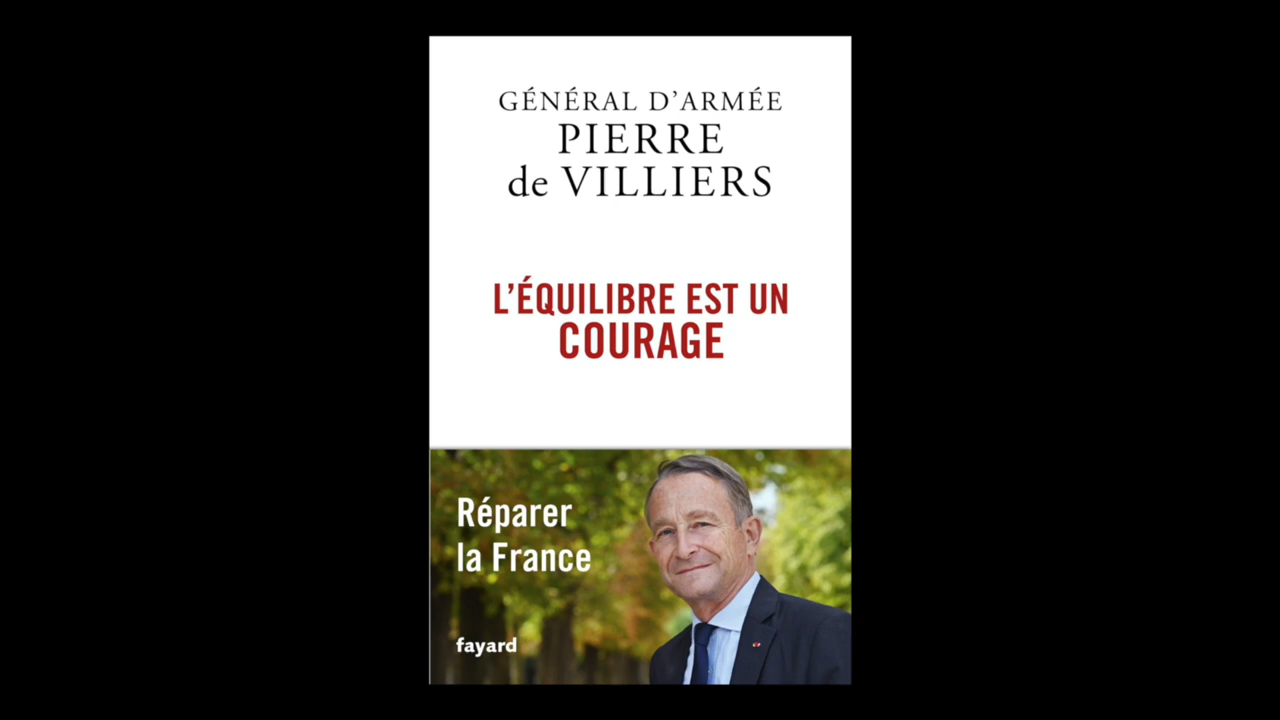 GÉNÉRAL D’ARMÉE
PIERRE
de VILLIERS
L’ÉQUILIBRE EST UN
COURAGE
Réparer
la France
fayard